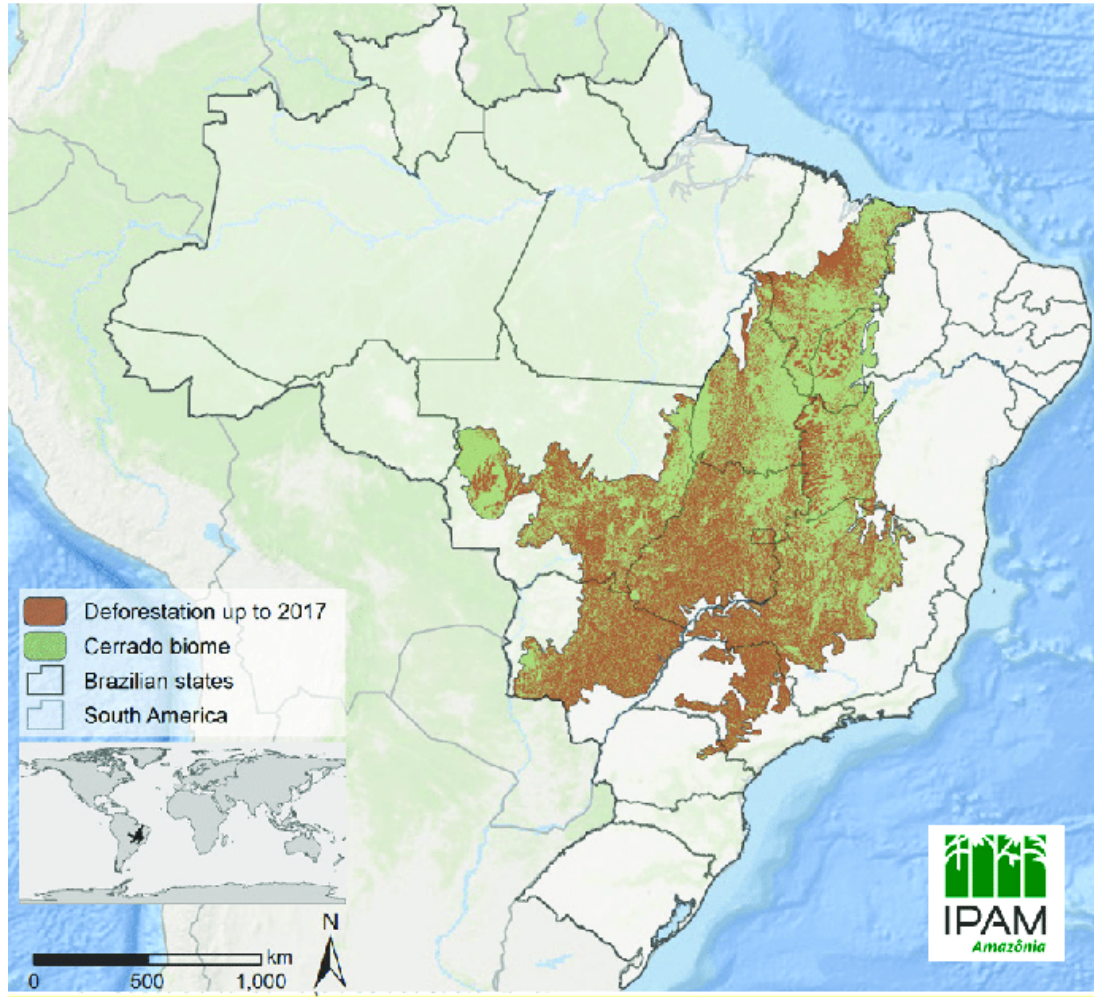 Deforestation up to 2017
Cerrado biome
Brazilian states
South America
N
km
0 500 1,000
IPAM
Amazônia